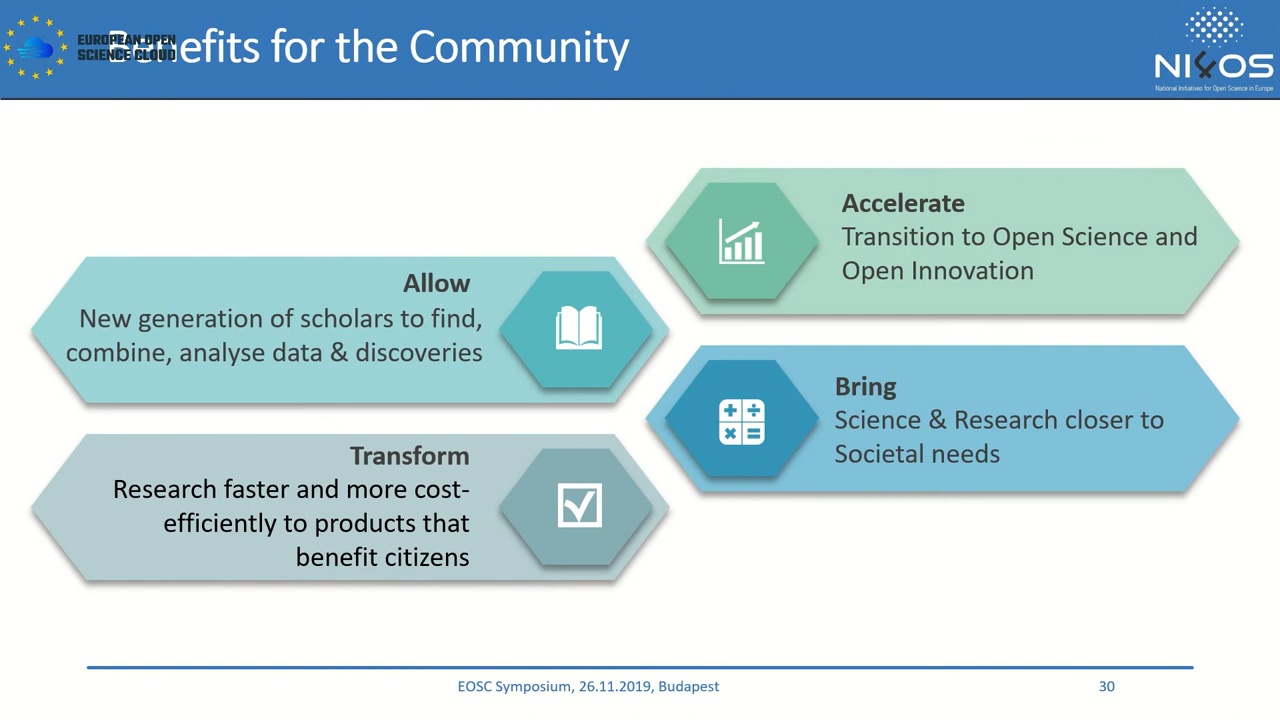 EUROPEAN OPEN
SCIENCE CLOUD
Benefits for the Community
NI4OS
National Initiatives for Open Science in Europe
Accelerate
Transition to Open Science and
Open Innovation
Allow
New generation of scholars to find,
combine, analyse data & discoveries
Bring
Science & Research closer to
Societal needs
Transform
Research faster and more cost-
efficiently to products that
benefit citizens
EOSC Symposium, 26.11.2019, Budapest
30